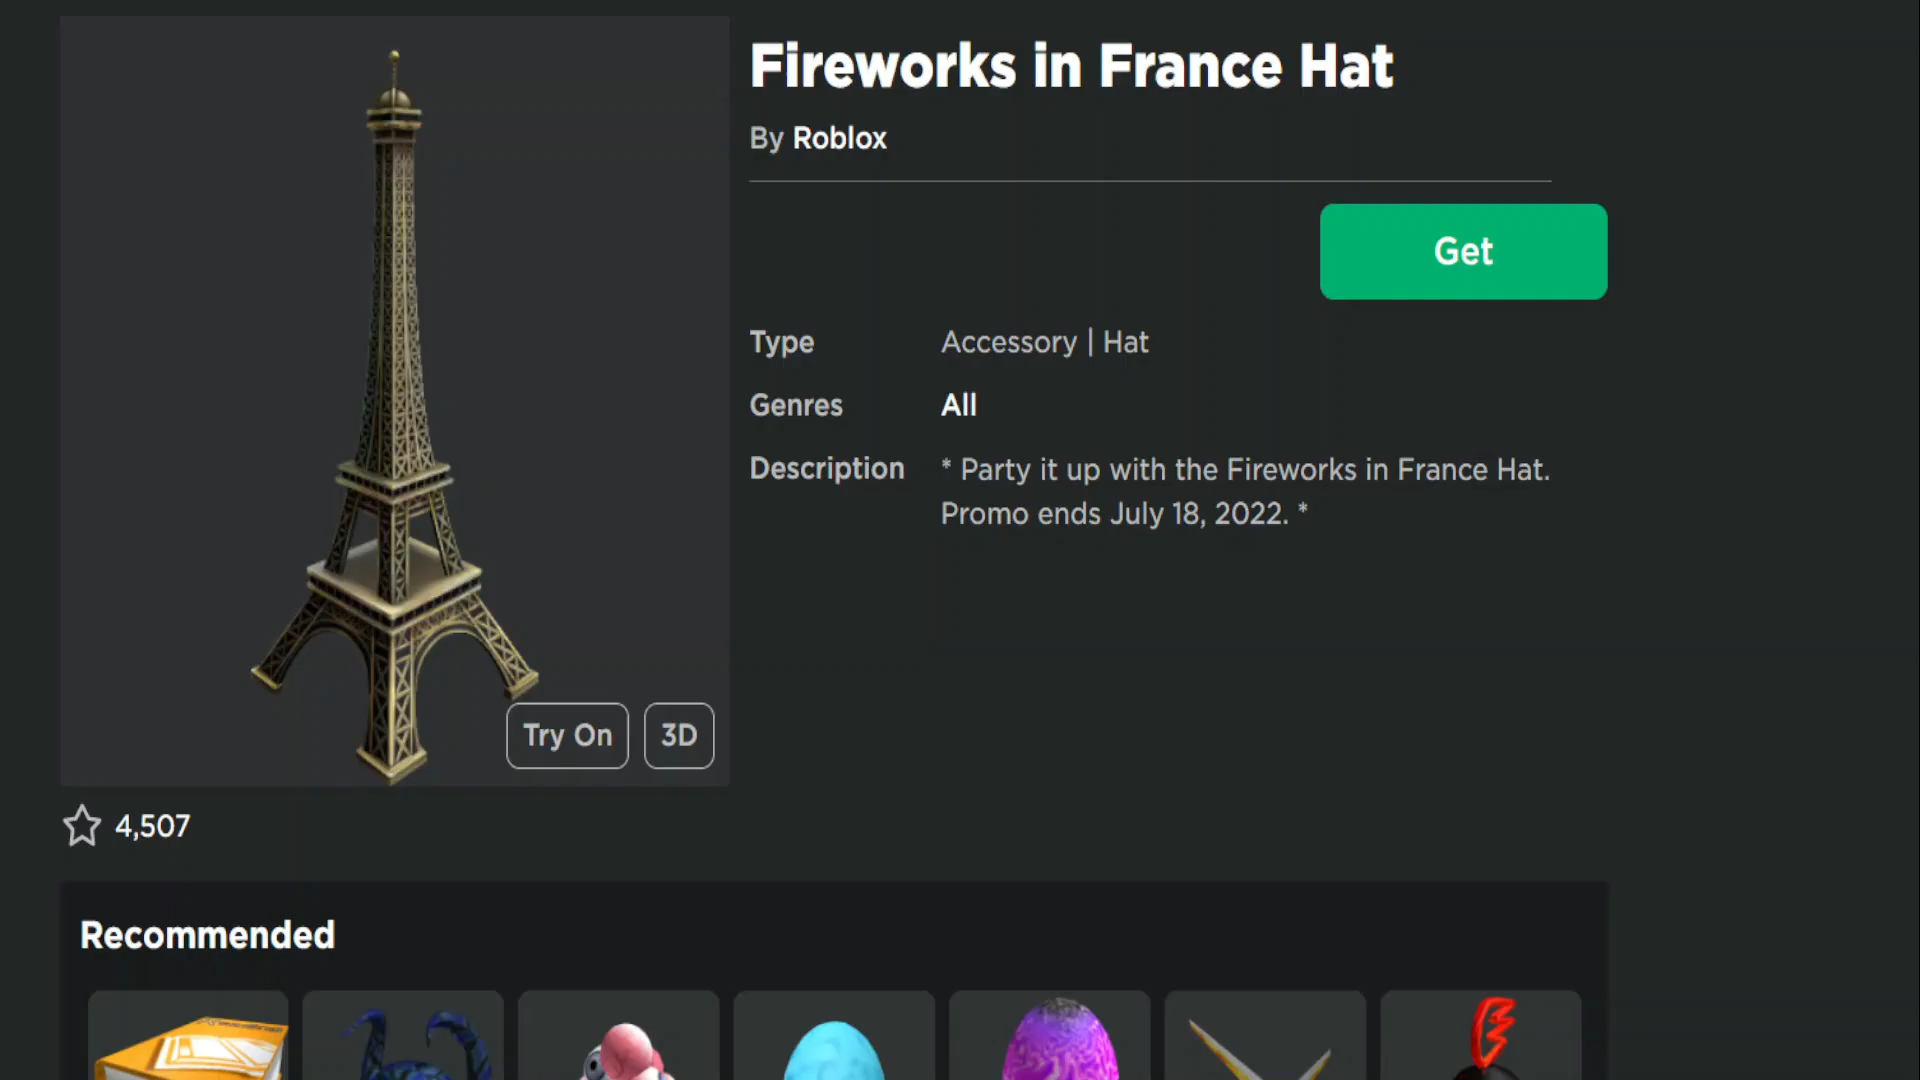 Fireworks in France Hat
By Roblox
Get
Type Accessory | Hat
Genres All
Description * Party it up with the Fireworks in France Hat.
Promo ends July 18, 2022. *
Try On 3D
4,507
Recommended